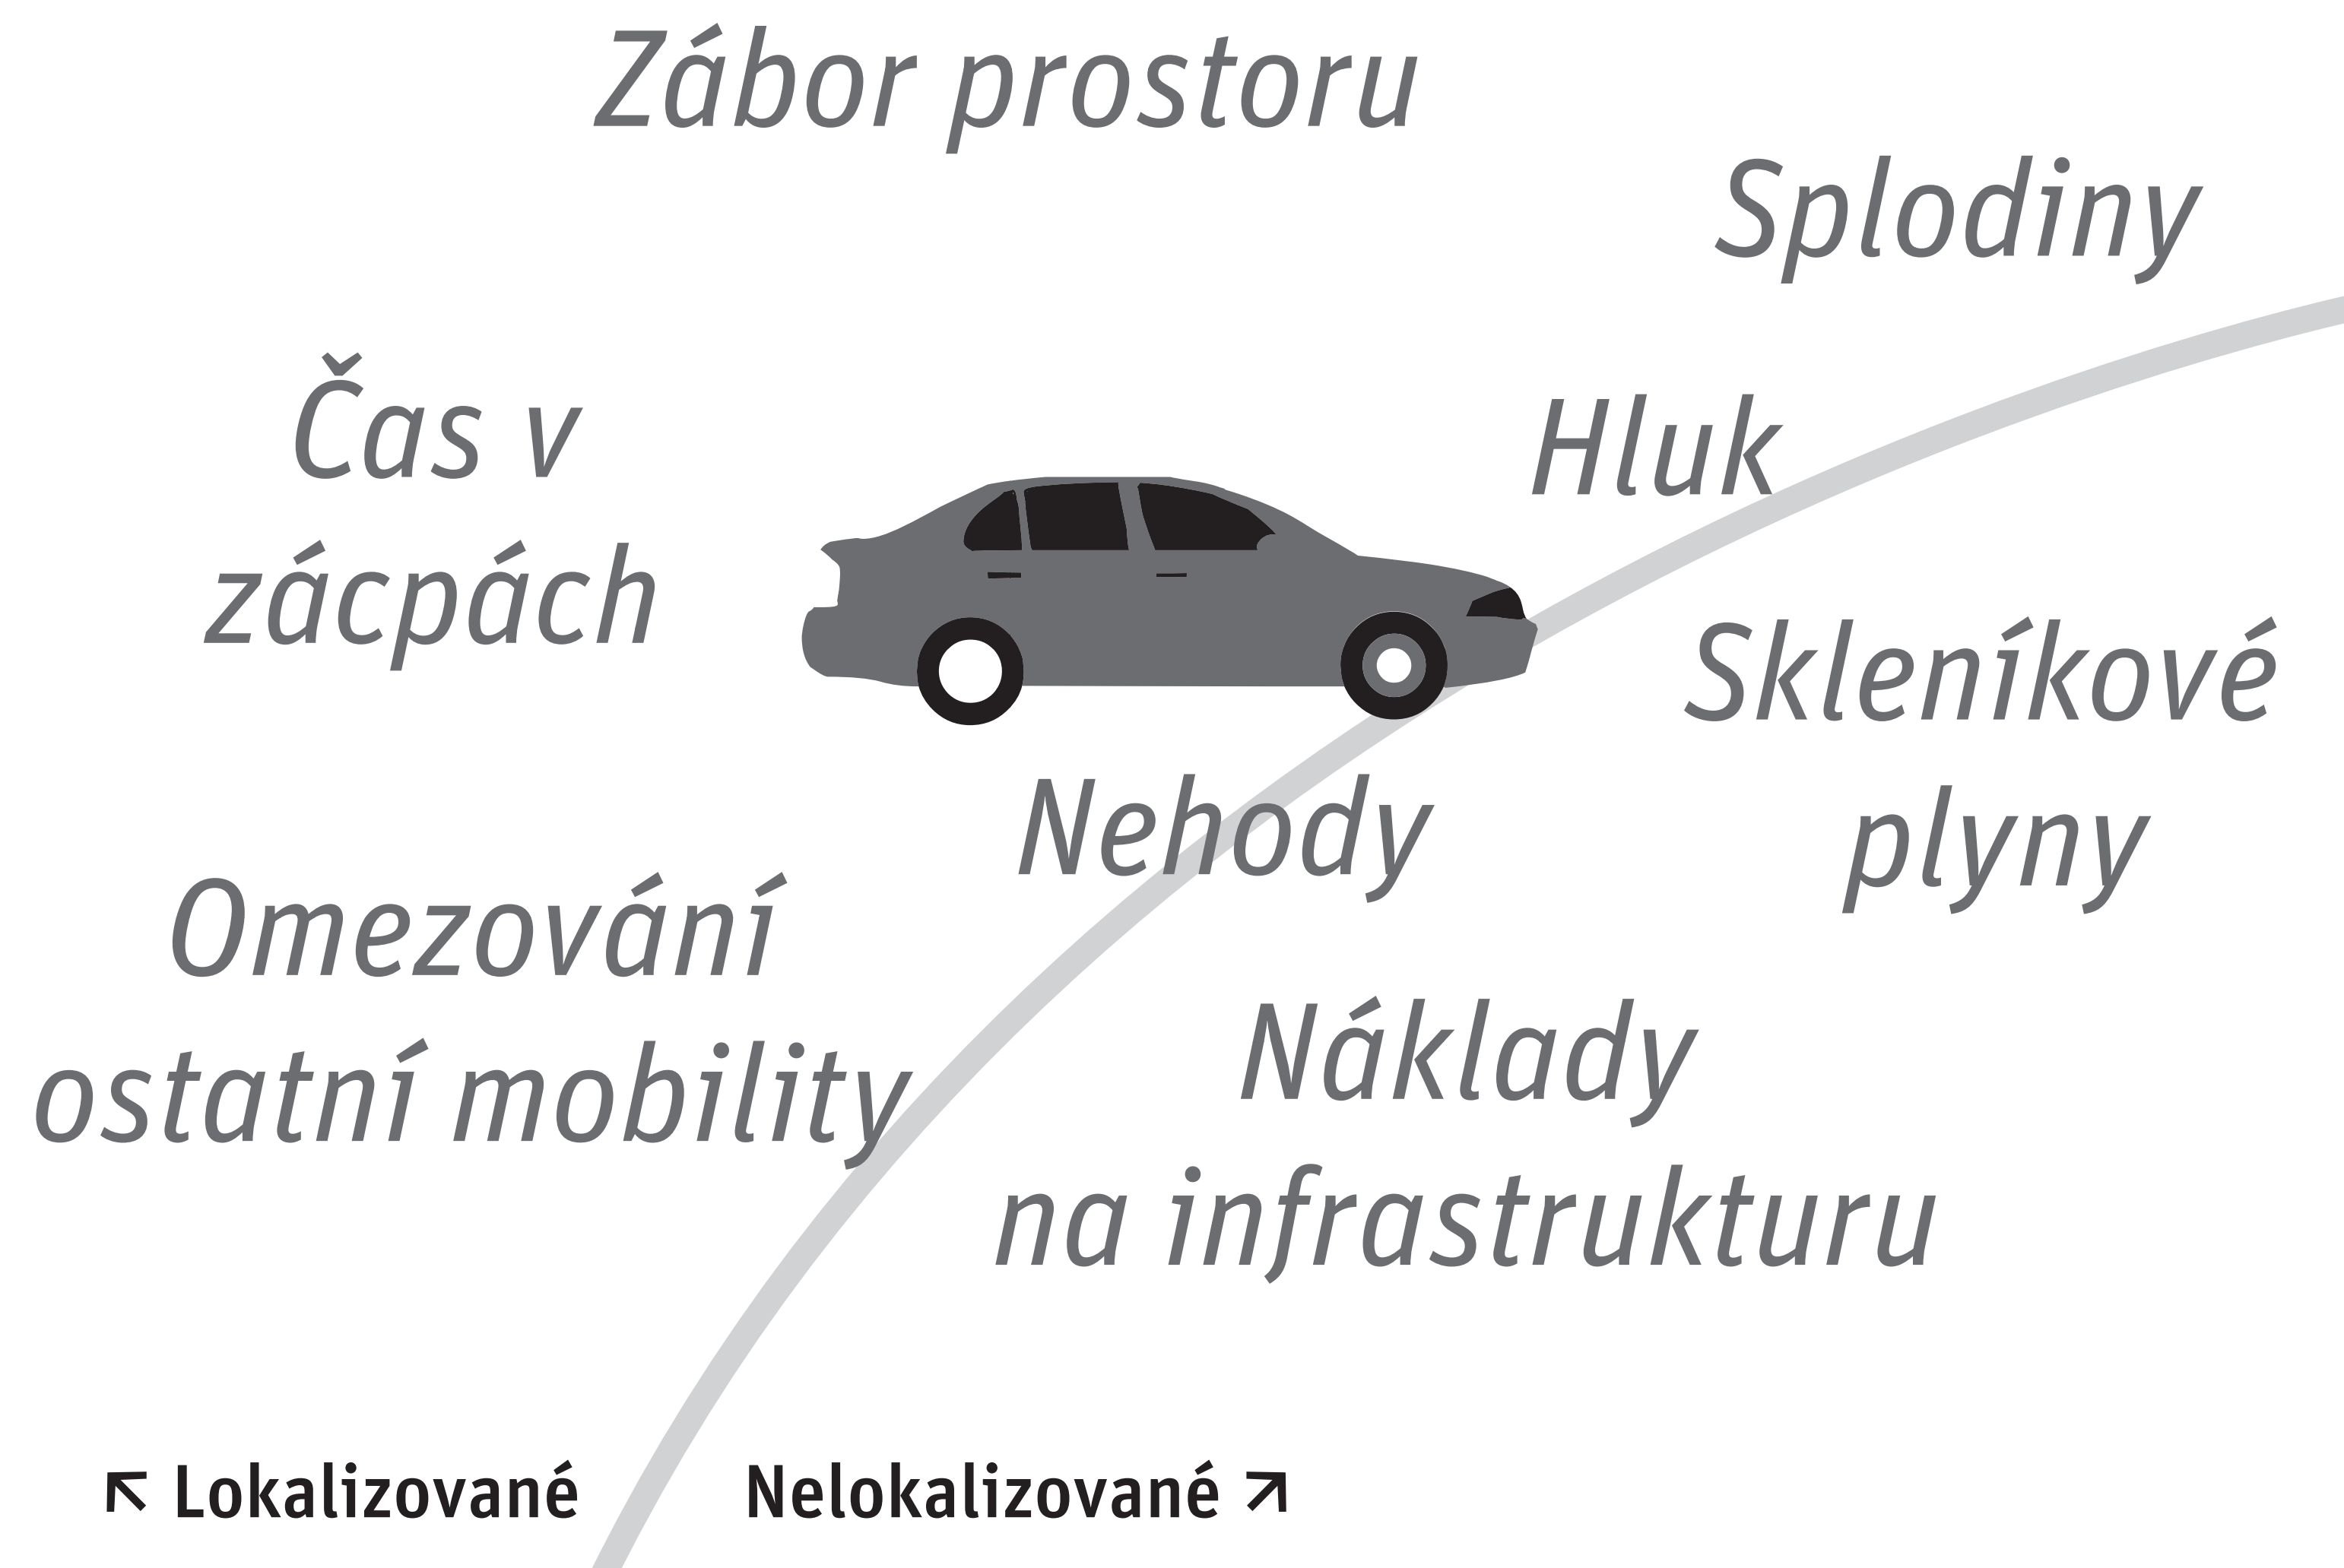 Zábor prostoru
Splodiny
Čas v
zácpách
Hluk
Skleníkové
plyny
Nehody
Omezování
ostatní mobility
Náklady
na infrastrukturu
↖ Lokalizované
Nelokalizované ↗